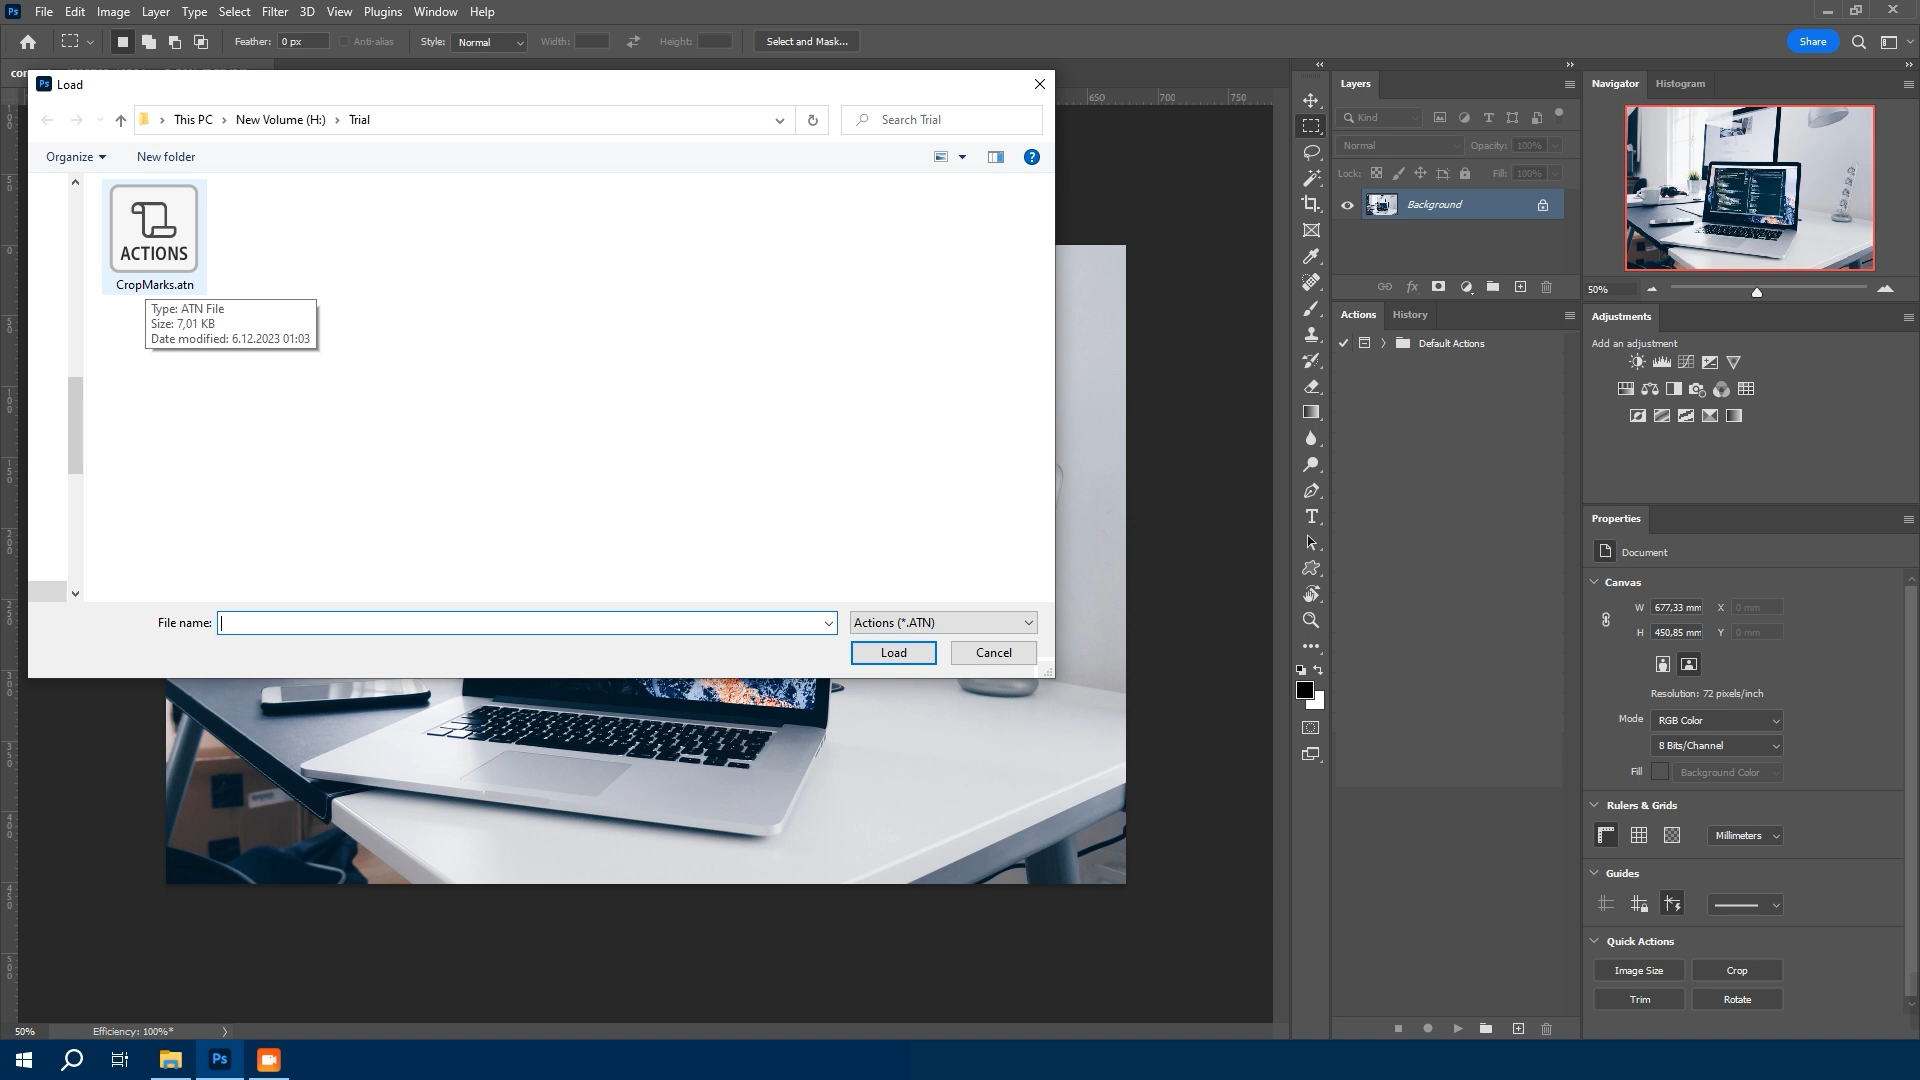 Ps File Edit Image Layer Type Select Filter 3D View Plugins Window Help
Feather: 0 px Anti-alias Style: Normal Width: Height: Select and Mask... Share
Load
This PC > New Volume (H:) > Trial
Search Trial
Organize New folder
ACTIONS
CropMarks.atn
Type: ATN File
Size: 7,01 KB
Date modified: 6.12.2023 01:03
File name: Actions (*.ATN)
Load Cancel
650 700 750
50% Efficiency: 100%*
Layers
Kind
Normal Opacity: 100%
Lock: Fill: 100%
Background
Actions History
Default Actions
Navigator Histogram
50%
Adjustments
Add an adjustment
Properties
Document
Canvas
W 677,33 mm X 0 mm
H 450,85 mm Y 0 mm
Resolution: 72 pixels/inch
Mode RGB Color
8 Bits/Channel
Fill Background Color
Rulers & Grids
Millimeters
Guides
Quick Actions
Image Size Crop
Trim Rotate
Ps